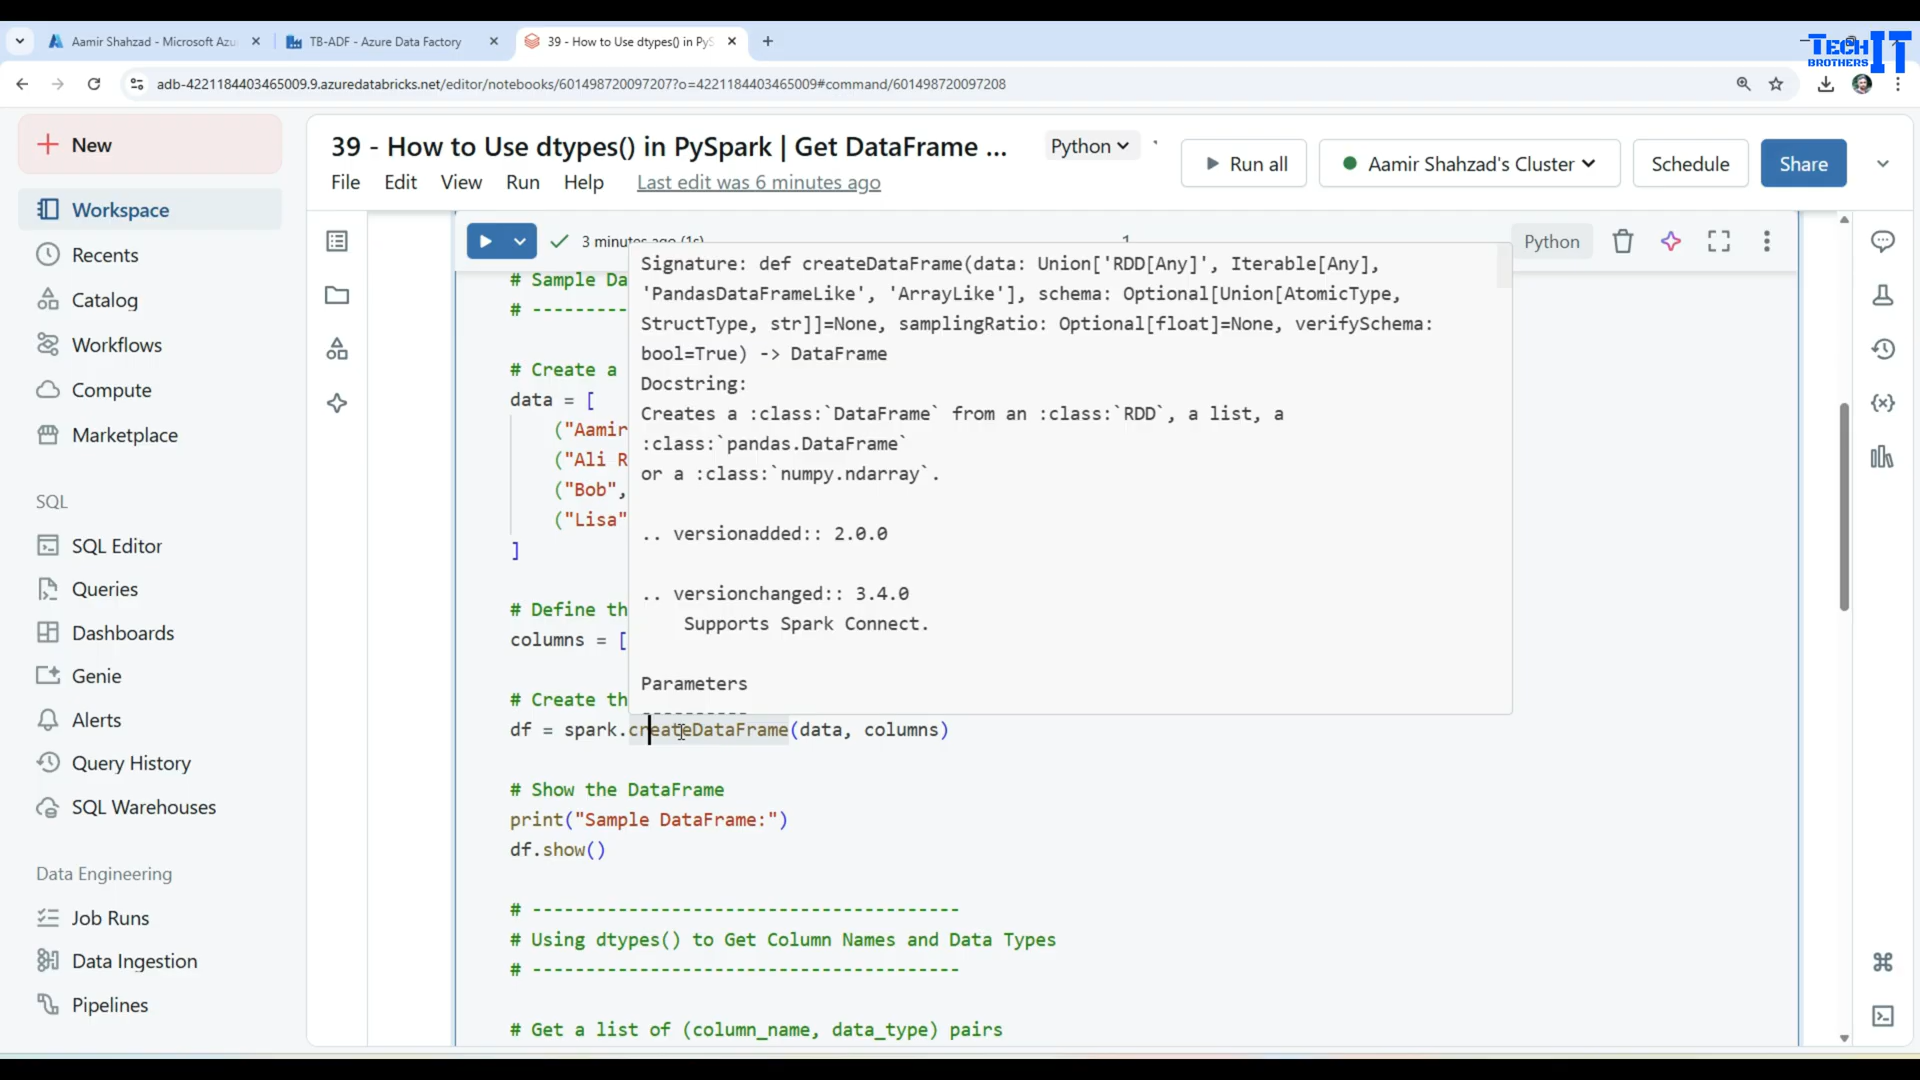 Aamir Shahzad - Microsoft Azu
TB-ADF - Azure Data Factory
39 - How to Use dtypes() in PyS
TECH IT
BROTHERS
adb-4221184403465009.9.azuredatabricks.net/editor/notebooks/601498720097207?o=4221184403465009#command/601498720097208
New
Workspace
Recents
Catalog
Workflows
Compute
Marketplace
SQL
SQL Editor
Queries
Dashboards
Genie
Alerts
Query History
SQL Warehouses
Data Engineering
Job Runs
Data Ingestion
Pipelines
39 - How to Use dtypes() in PySpark | Get DataFrame ...
Python
Run all
Aamir Shahzad's Cluster
Schedule
Share
File Edit View Run Help Last edit was 6 minutes ago
3 minutes ago (1s)
1
Python
# Sample Da
# ---------
# Create a
data = [
("Aamir
("Ali R
("Bob",
("Lisa"
]
# Define th
columns = [
# Create th
Signature: def createDataFrame(data: Union['RDD[Any]', Iterable[Any],
'PandasDataFrameLike', 'ArrayLike'], schema: Optional[Union[AtomicType,
StructType, str]]=None, samplingRatio: Optional[float]=None, verifySchema:
bool=True) -> DataFrame
Docstring:
Creates a :class:`DataFrame` from an :class:`RDD`, a list, a
:class:`pandas.DataFrame`
or a :class:`numpy.ndarray`.
.. versionadded:: 2.0.0
.. versionchanged:: 3.4.0
Supports Spark Connect.
Parameters
----------
df = spark.createDataFrame(data, columns)
# Show the DataFrame
print("Sample DataFrame:")
df.show()
# ----------------------------------------
# Using dtypes() to Get Column Names and Data Types
# ----------------------------------------
# Get a list of (column_name, data_type) pairs